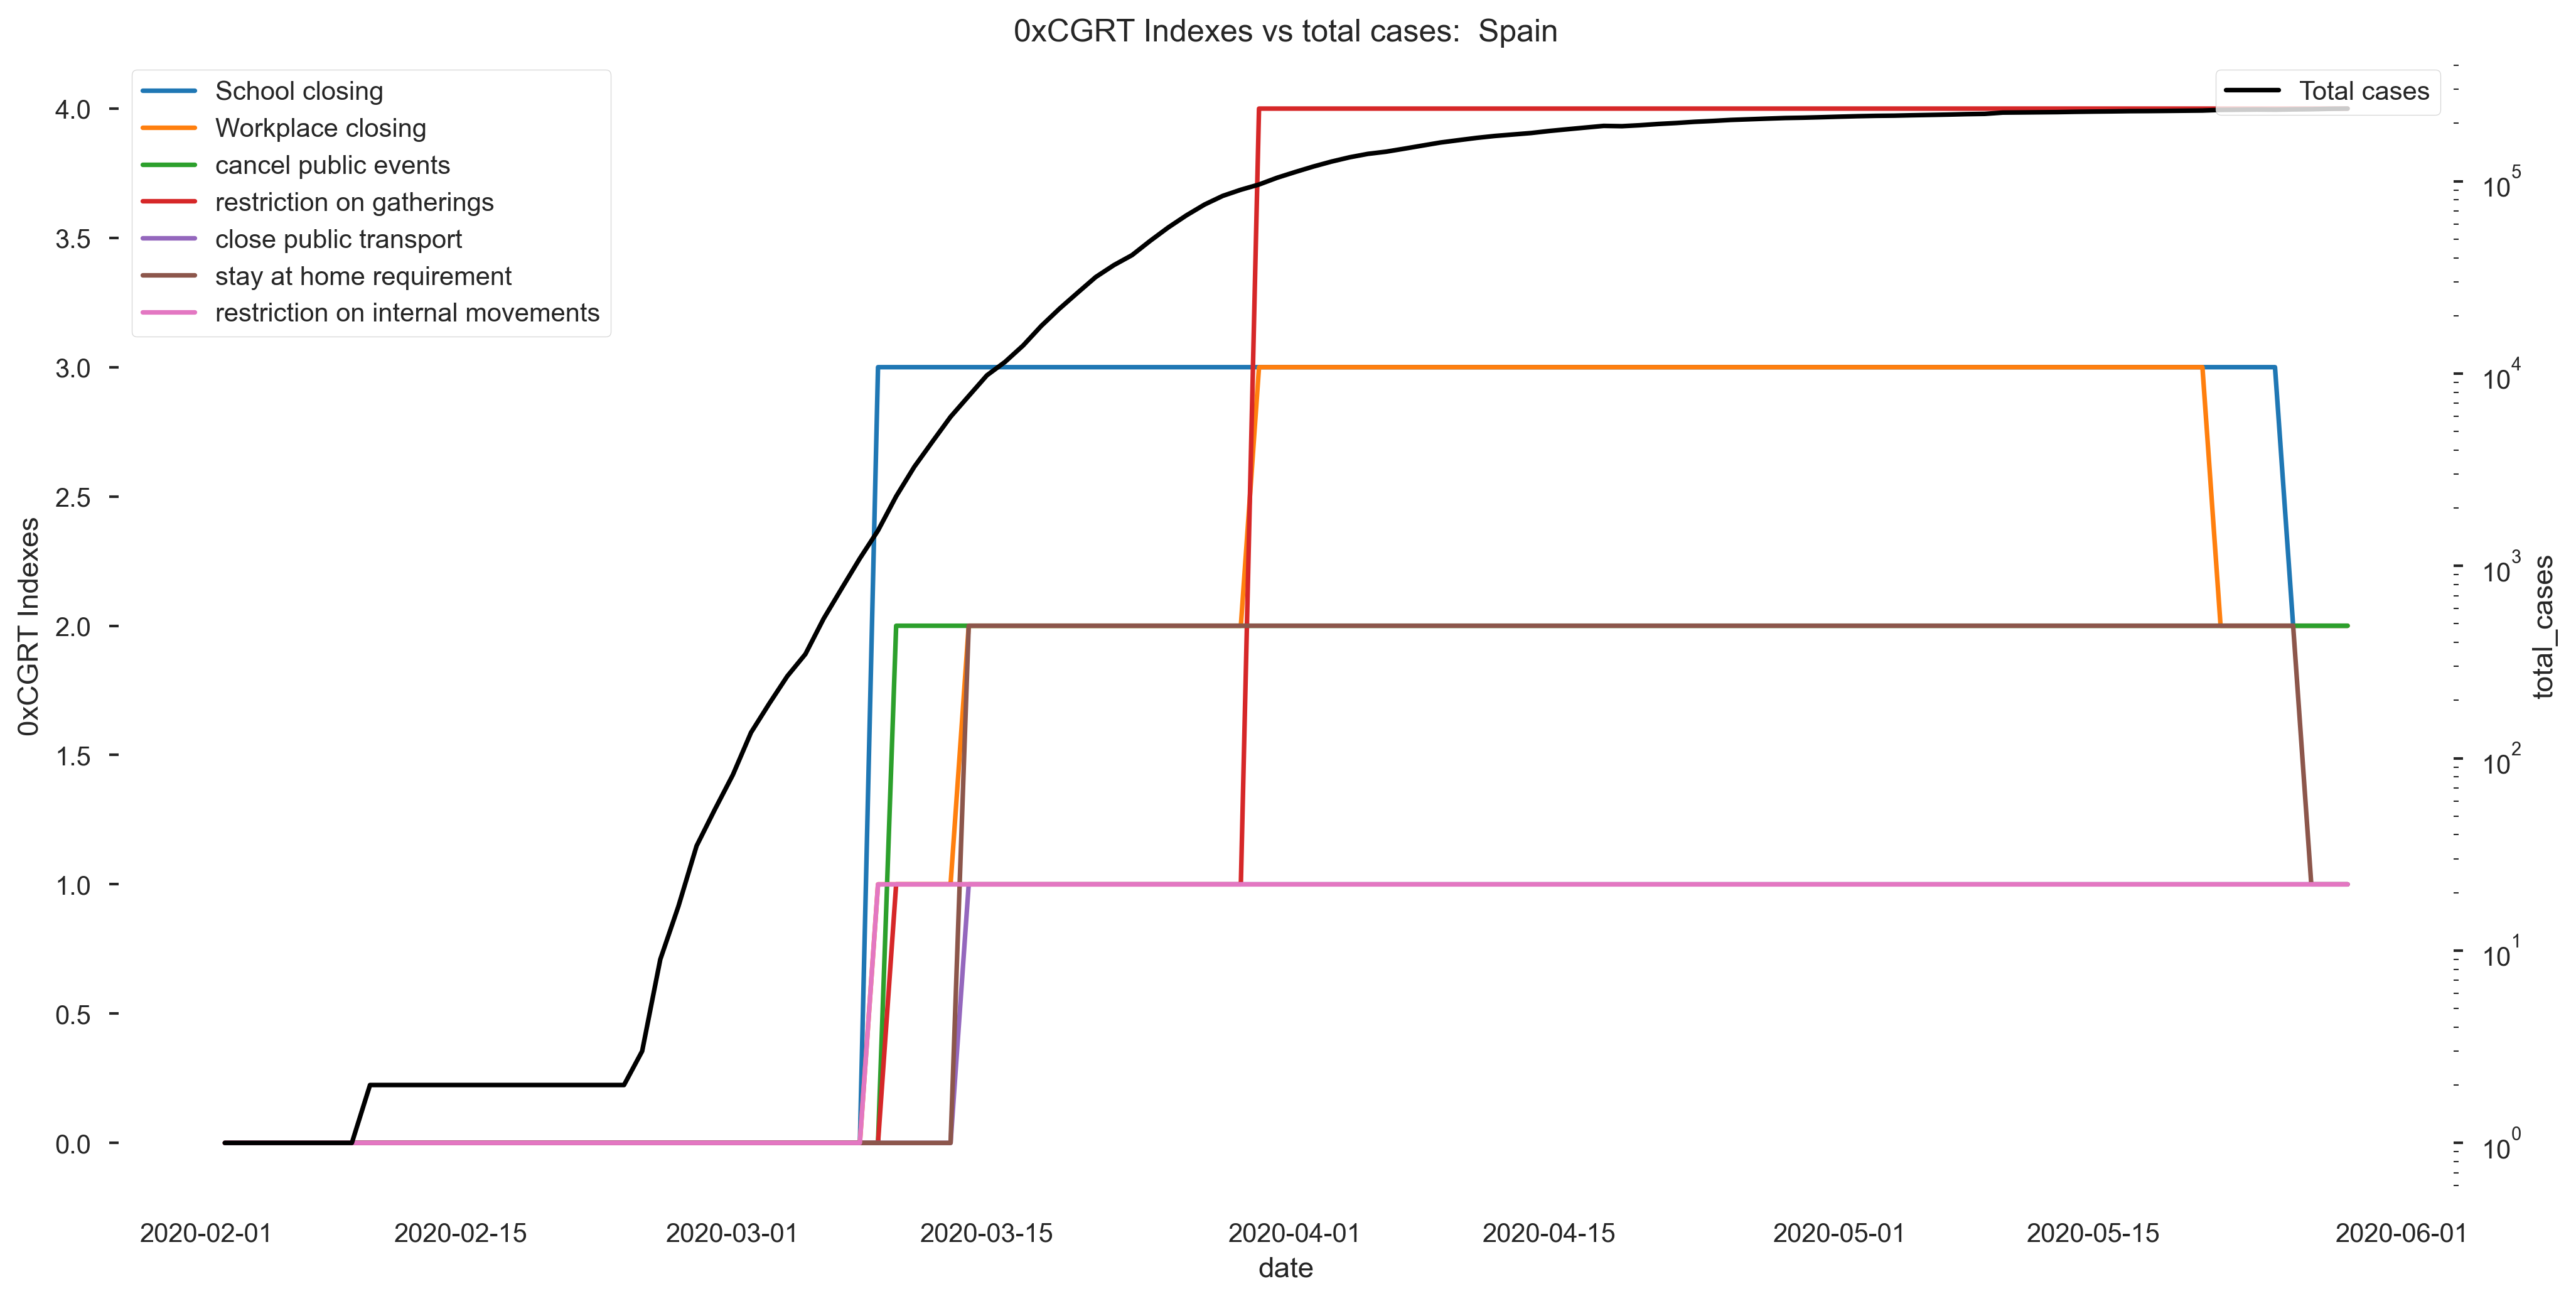 0xCGRT Indexes vs total cases:  Spain
School closing
Workplace closing
cancel public events
restriction on gatherings
close public transport
stay at home requirement
restriction on internal movements
Total cases
0xCGRT Indexes
4.0
3.5
3.0
2.5
2.0
1.5
1.0
0.5
0.0
10^5
10^4
10^3
10^2
10^1
10^0
total_cases
2020-02-01 2020-02-15 2020-03-01 2020-03-15 2020-04-01 2020-04-15 2020-05-01 2020-05-15 2020-06-01
date